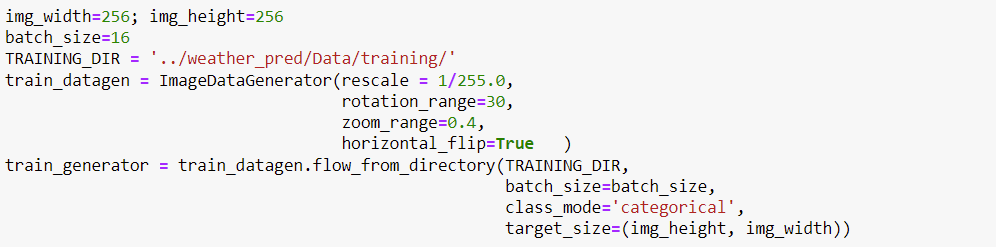 img_width=256; img_height=256
batch_size=16
TRAINING_DIR = '../weather_pred/Data/training/'
train_datagen = ImageDataGenerator(rescale = 1/255.0,
rotation_range=30,
zoom_range=0.4,
horizontal_flip=True )
train_generator = train_datagen.flow_from_directory(TRAINING_DIR,
batch_size=batch_size,
class_mode='categorical',
target_size=(img_height, img_width))